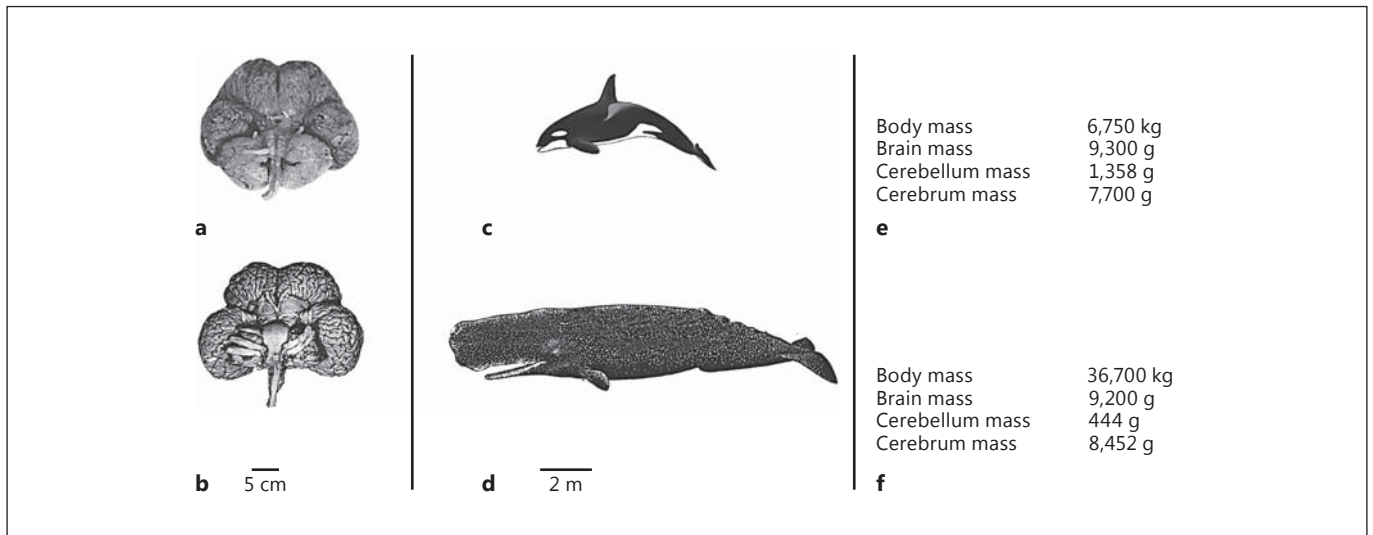 a
c
Body mass 6,750 kg
Brain mass 9,300 g
Cerebellum mass 1,358 g
Cerebrum mass 7,700 g
e
b 5 cm
d 2 m
Body mass 36,700 kg
Brain mass 9,200 g
Cerebellum mass 444 g
Cerebrum mass 8,452 g
f